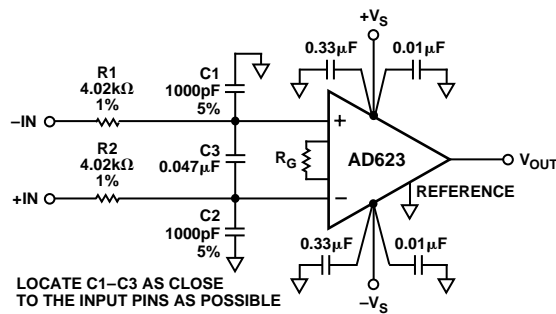 +VS
0.33µF
0.01µF
R1
4.02kΩ
1%
C1
1000pF
5%
–IN
+
R2
4.02kΩ
1%
C3
0.047µF
RG
AD623
VOUT
+IN
–
REFERENCE
C2
1000pF
5%
0.33µF
0.01µF
LOCATE C1–C3 AS CLOSE
TO THE INPUT PINS AS POSSIBLE
–VS